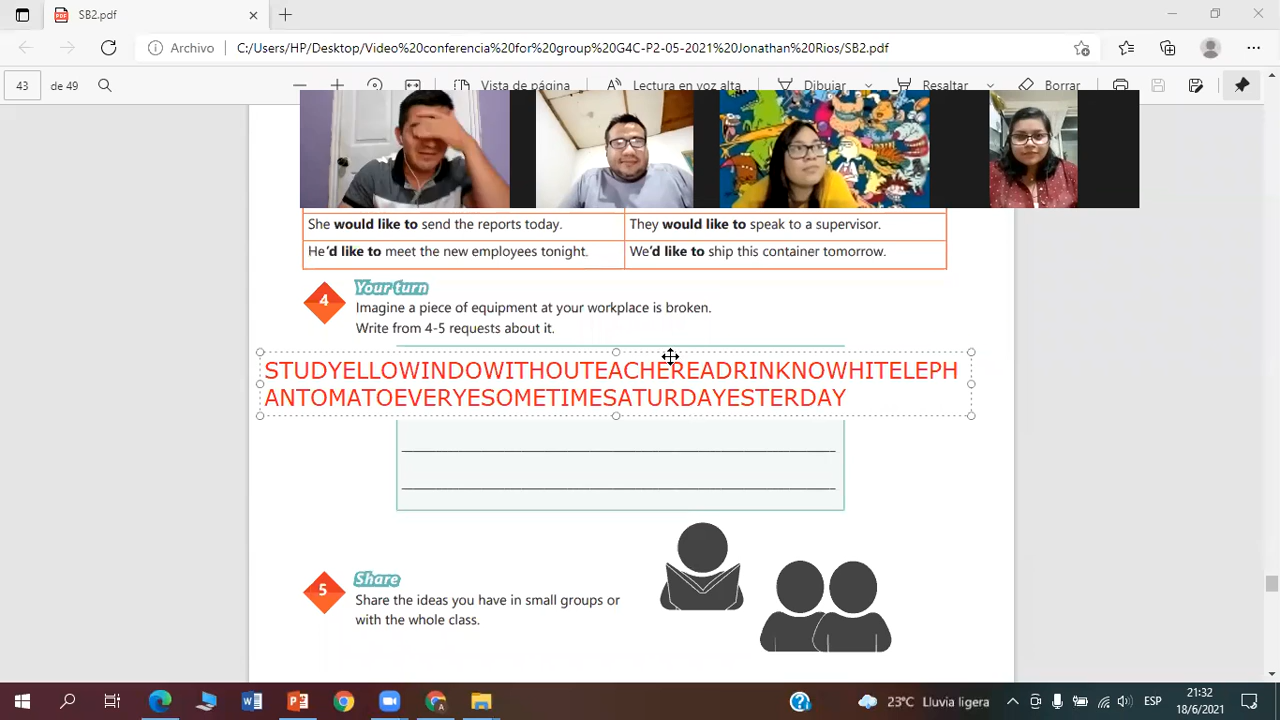 SB2.pdf
Archivo
C:/Users/HP/Desktop/Video%20conferencia%20for%20group%20G4C-P2-05-2021%20Jonathan%20Rios/SB2.pdf
43 de 49
Vista de página
Lectura en voz alta
Dibujar
Resaltar
Borrar
She would like to send the reports today.
They would like to speak to a supervisor.
He'd like to meet the new employees tonight.
We'd like to ship this container tomorrow.
4
Your turn
Imagine a piece of equipment at your workplace is broken.
Write from 4-5 requests about it.
STUDYELLOWINDOWITHOUTEACHEREADRINKNOWHITELEPH
ANTOMATOEVERYESOMETIMESATURDAYESTERDAY
5
Share
Share the ideas you have in small groups or
with the whole class.
23°C Lluvia ligera
ESP
21:32
18/6/2021